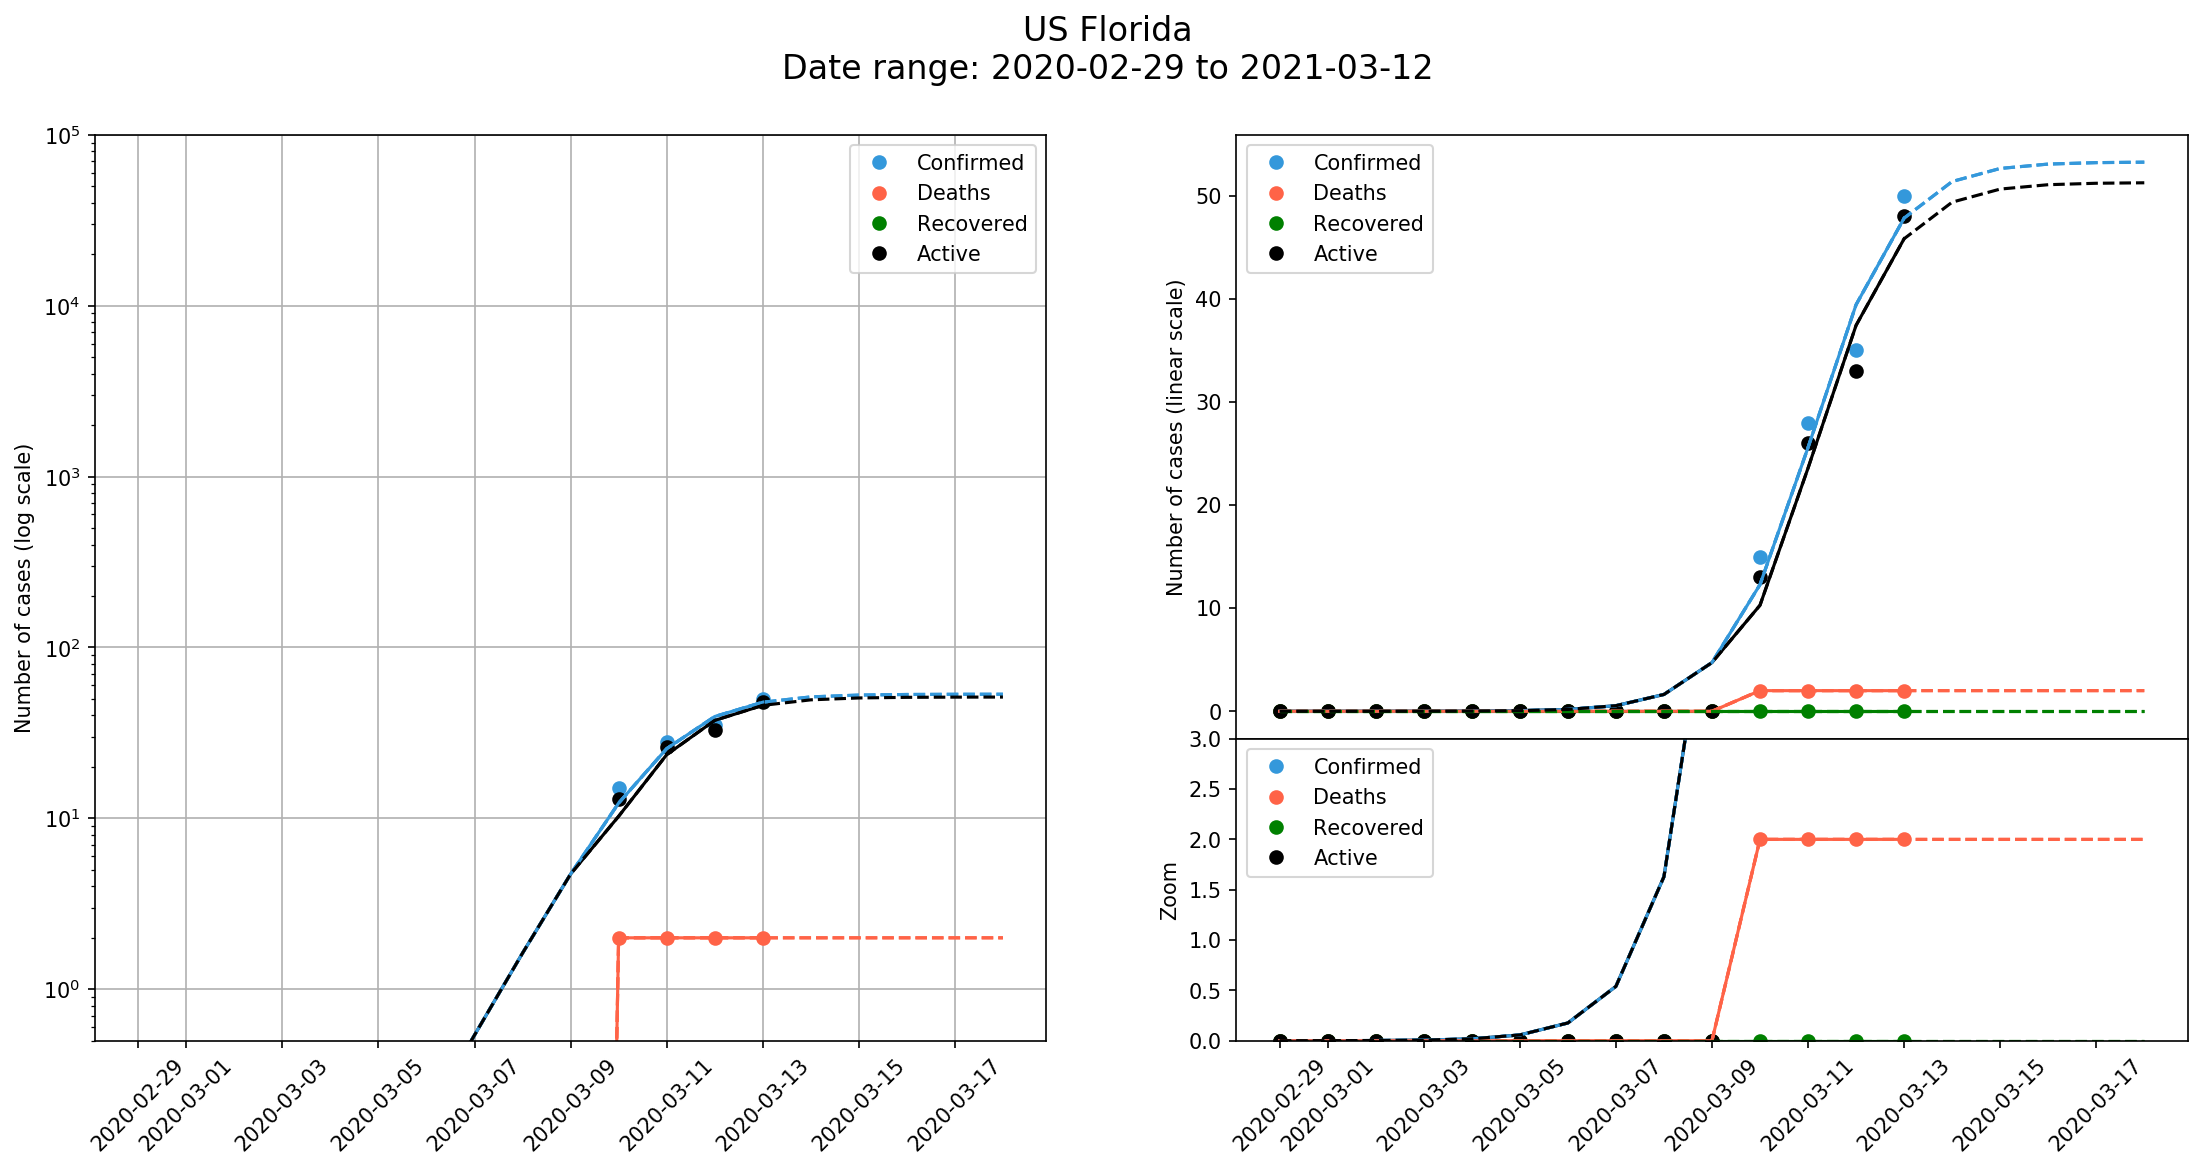 US Florida
Date range: 2020-02-29 to 2021-03-12
Number of cases (log scale)
10⁵
10⁴
10³
10²
10¹
10⁰
Confirmed
Deaths
Recovered
Active
2020-02-29
2020-03-01
2020-03-03
2020-03-05
2020-03-07
2020-03-09
2020-03-11
2020-03-13
2020-03-15
2020-03-17
Number of cases (linear scale)
50
40
30
20
10
0
Confirmed
Deaths
Recovered
Active
Zoom
3.0
2.5
2.0
1.5
1.0
0.5
0.0
Confirmed
Deaths
Recovered
Active
2020-02-29
2020-03-01
2020-03-03
2020-03-05
2020-03-07
2020-03-09
2020-03-11
2020-03-13
2020-03-15
2020-03-17